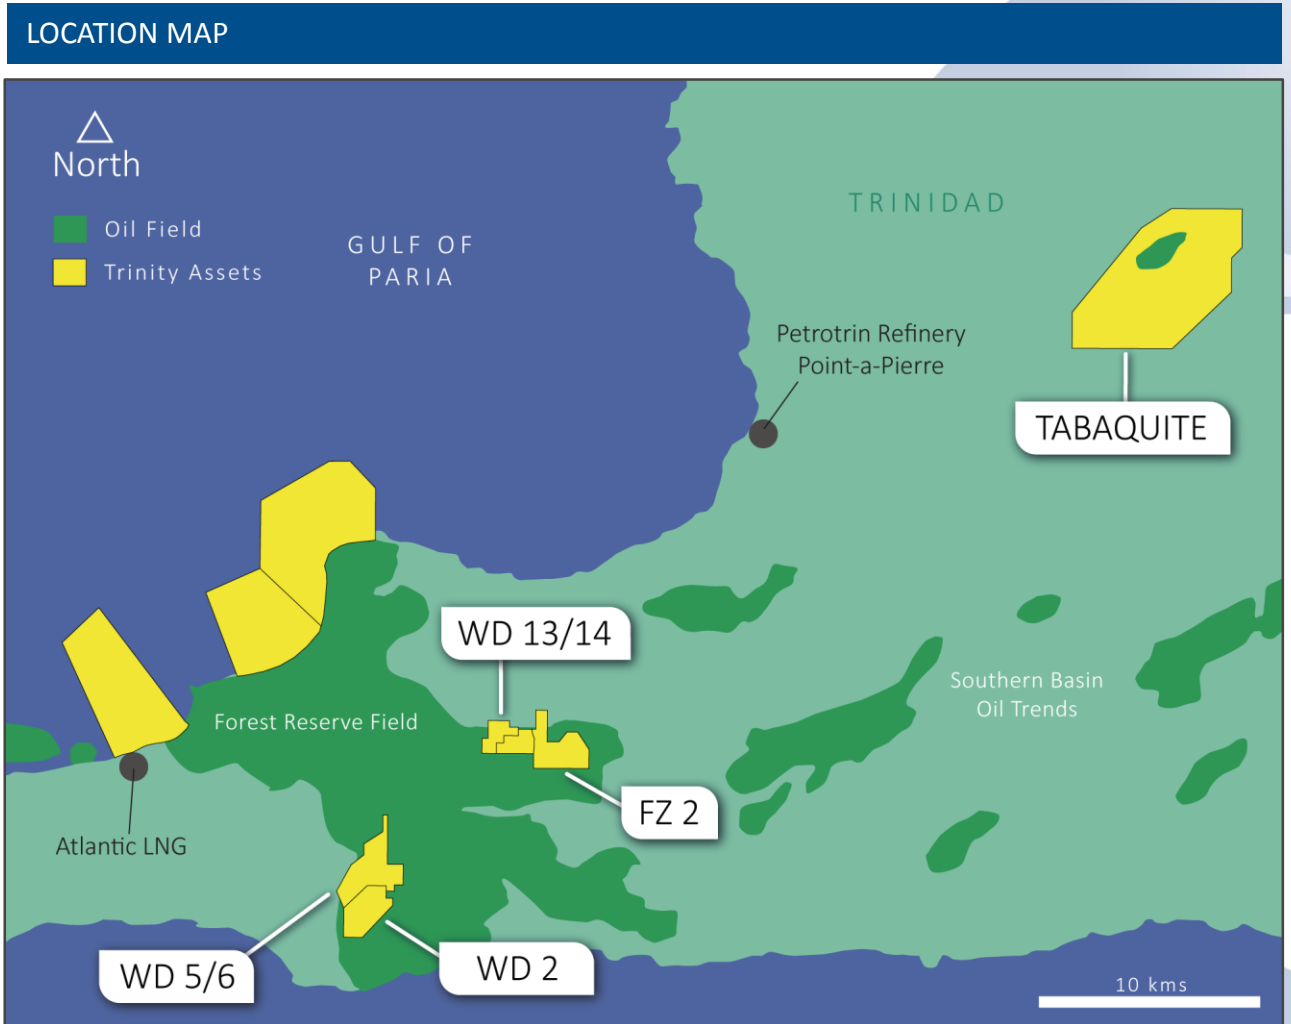 LOCATION MAP
North
Oil Field
Trinity Assets
GULF OF
PARIA
TRINIDAD
Petrotrin Refinery
Point-a-Pierre
TABAQUITE
WD 13/14
Southern Basin
Oil Trends
Forest Reserve Field
FZ 2
Atlantic LNG
WD 5/6
WD 2
10 kms